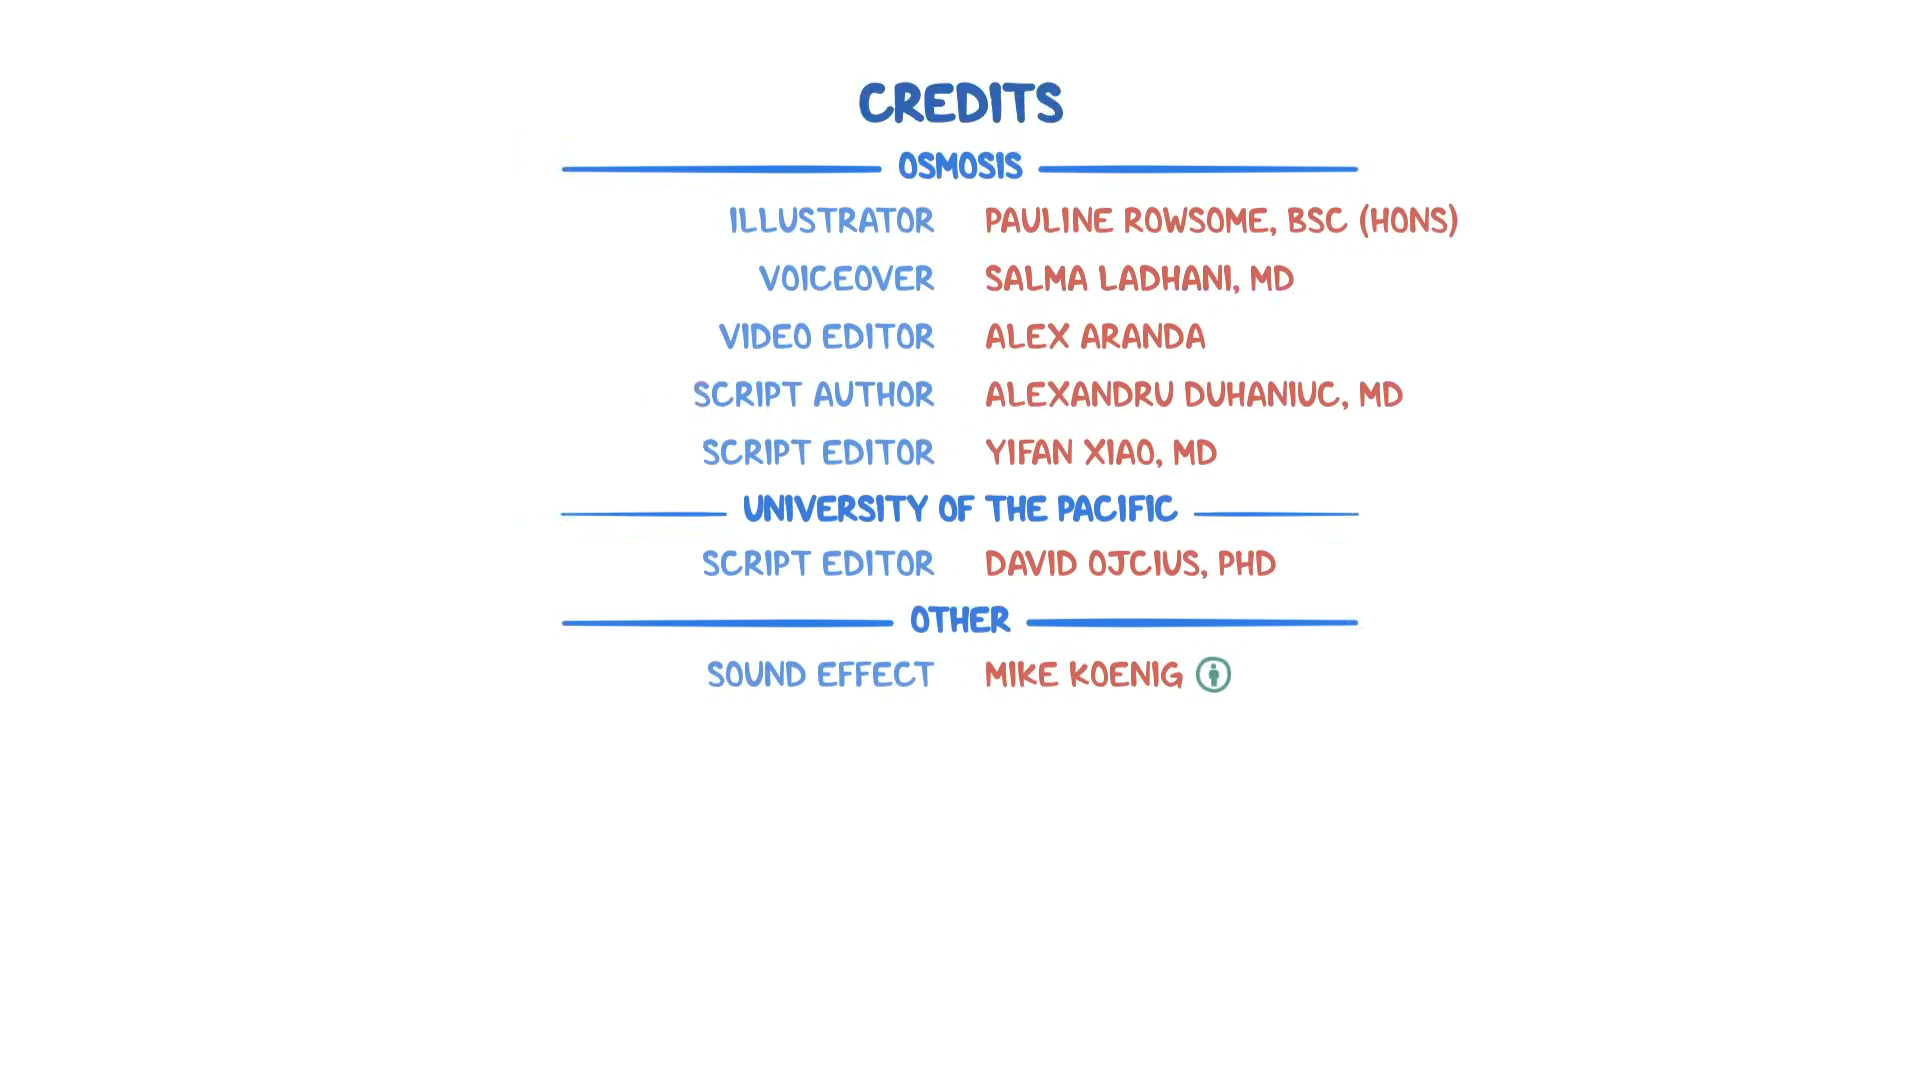 CREDITS
OSMOSIS
ILLUSTRATOR PAULINE ROWSOME, BSC (HONS)
VOICEOVER SALMA LADHANI, MD
VIDEO EDITOR ALEX ARANDA
SCRIPT AUTHOR ALEXANDRU DUHANIUC, MD
SCRIPT EDITOR YIFAN XIAO, MD
UNIVERSITY OF THE PACIFIC
SCRIPT EDITOR DAVID OJCIUS, PHD
OTHER
SOUND EFFECT MIKE KOENIG